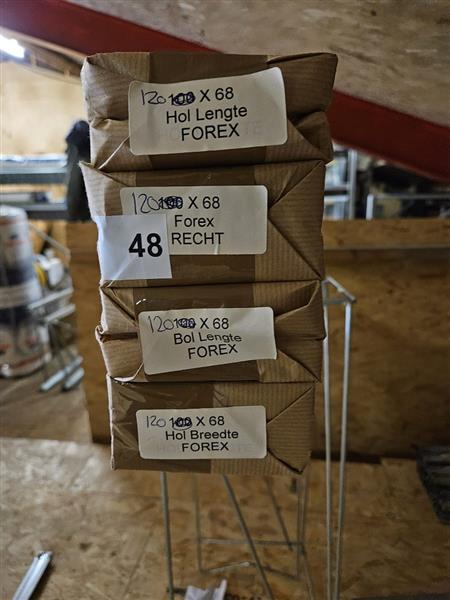 120 100 X 68
Hol Lengte
FOREX
120 100 X 68
Forex
RECHT
48
120 100 X 68
Bol Lengte
FOREX
120 100 X 68
Hol Breedte
FOREX